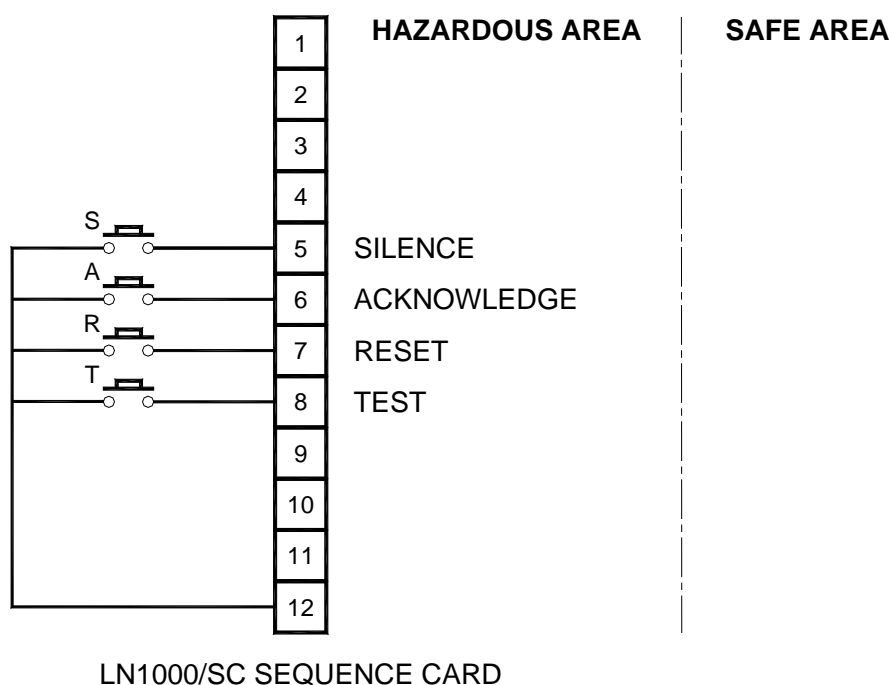 1
HAZARDOUS AREA
SAFE AREA
2
3
4
S
5
SILENCE
A
6
ACKNOWLEDGE
R
7
RESET
T
8
TEST
9
10
11
12
LN1000/SC SEQUENCE CARD